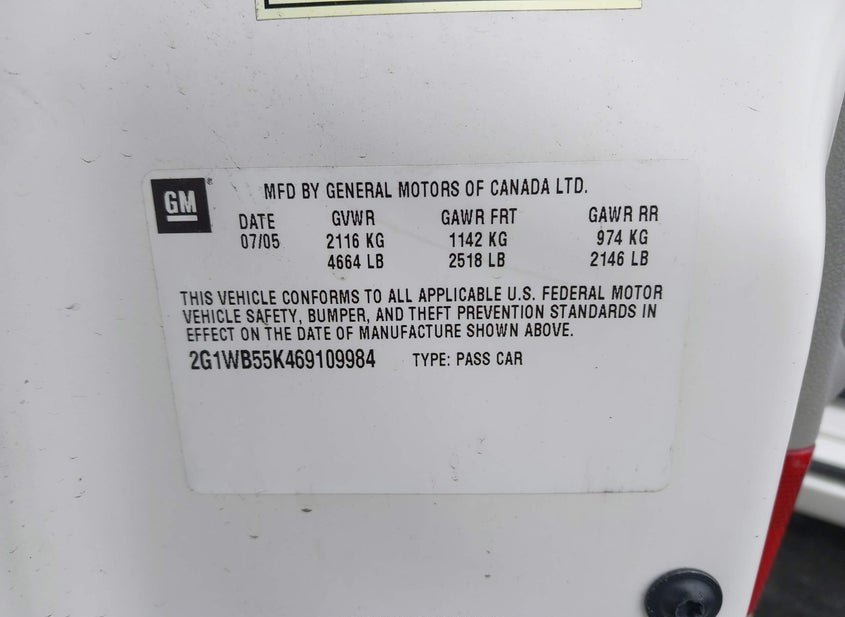 GM
MFD BY GENERAL MOTORS OF CANADA LTD.
DATE GVWR GAWR FRT GAWR RR
07/05 2116 KG 1142 KG 974 KG
4664 LB 2518 LB 2146 LB
THIS VEHICLE CONFORMS TO ALL APPLICABLE U.S. FEDERAL MOTOR
VEHICLE SAFETY, BUMPER, AND THEFT PREVENTION STANDARDS IN
EFFECT ON THE DATE OF MANUFACTURE SHOWN ABOVE.
2G1WB55K469109984 TYPE: PASS CAR